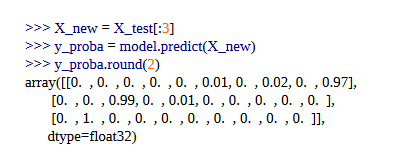 >>> X_new = X_test[:3]
>>> y_proba = model.predict(X_new)
>>> y_proba.round(2)
array([[0. , 0. , 0. , 0. , 0. , 0.01, 0. , 0.02, 0. , 0.97],
[0. , 0. , 0.99, 0. , 0.01, 0. , 0. , 0. , 0. , 0. ],
[0. , 1. , 0. , 0. , 0. , 0. , 0. , 0. , 0. , 0. ]],
dtype=float32)